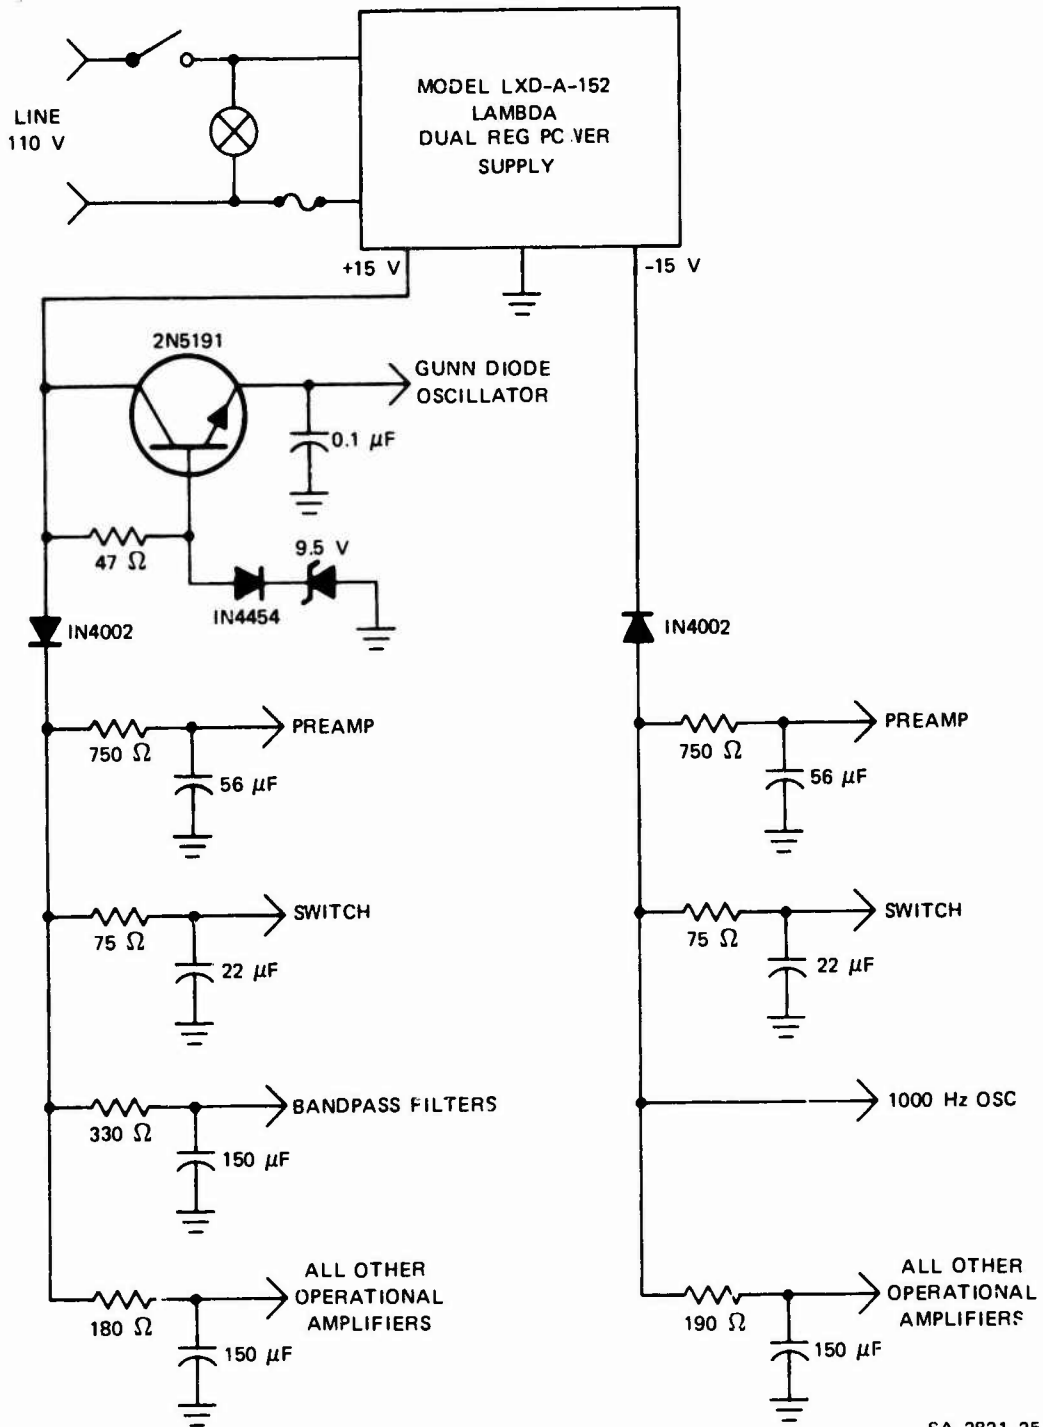 MODEL LXD-A-152
LAMBDA
DUAL REG PC VER
SUPPLY
LINE
110 V
+15 V
-15 V
2N5191
GUNN DIODE
OSCILLATOR
0.1 µF
47 Ω
9.5 V
IN4454
IN4002
IN4002
PREAMP
750 Ω
56 µF
PREAMP
750 Ω
56 µF
SWITCH
75 Ω
22 µF
SWITCH
75 Ω
22 µF
BANDPASS FILTERS
330 Ω
150 µF
1000 Hz OSC
ALL OTHER
OPERATIONAL
AMPLIFIERS
180 Ω
150 µF
ALL OTHER
OPERATIONAL
AMPLIFIERS
190 Ω
150 µF